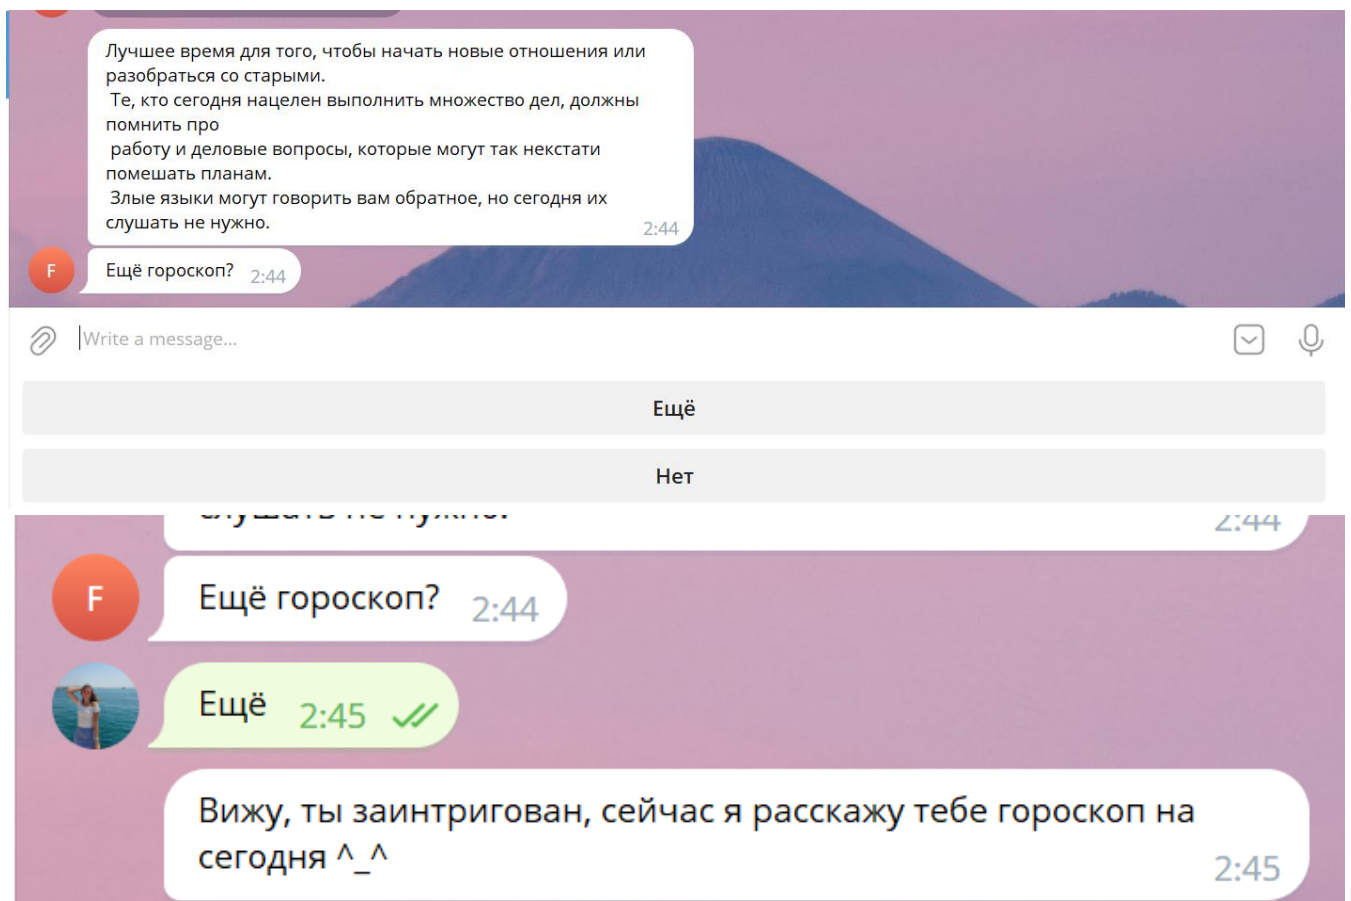 Лучшее время для того, чтобы начать новые отношения или
разобраться со старыми.
Те, кто сегодня нацелен выполнить множество дел, должны
помнить про
работу и деловые вопросы, которые могут так некстати
помешать планам.
Злые языки могут говорить вам обратное, но сегодня их
слушать не нужно.
2:44
F
Ещё гороскоп? 2:44
Write a message...
Ещё
Нет
слушать не нужно.
2:44
F
Ещё гороскоп? 2:44
Ещё 2:45
Вижу, ты заинтригован, сейчас я расскажу тебе гороскоп на
сегодня ^_^
2:45